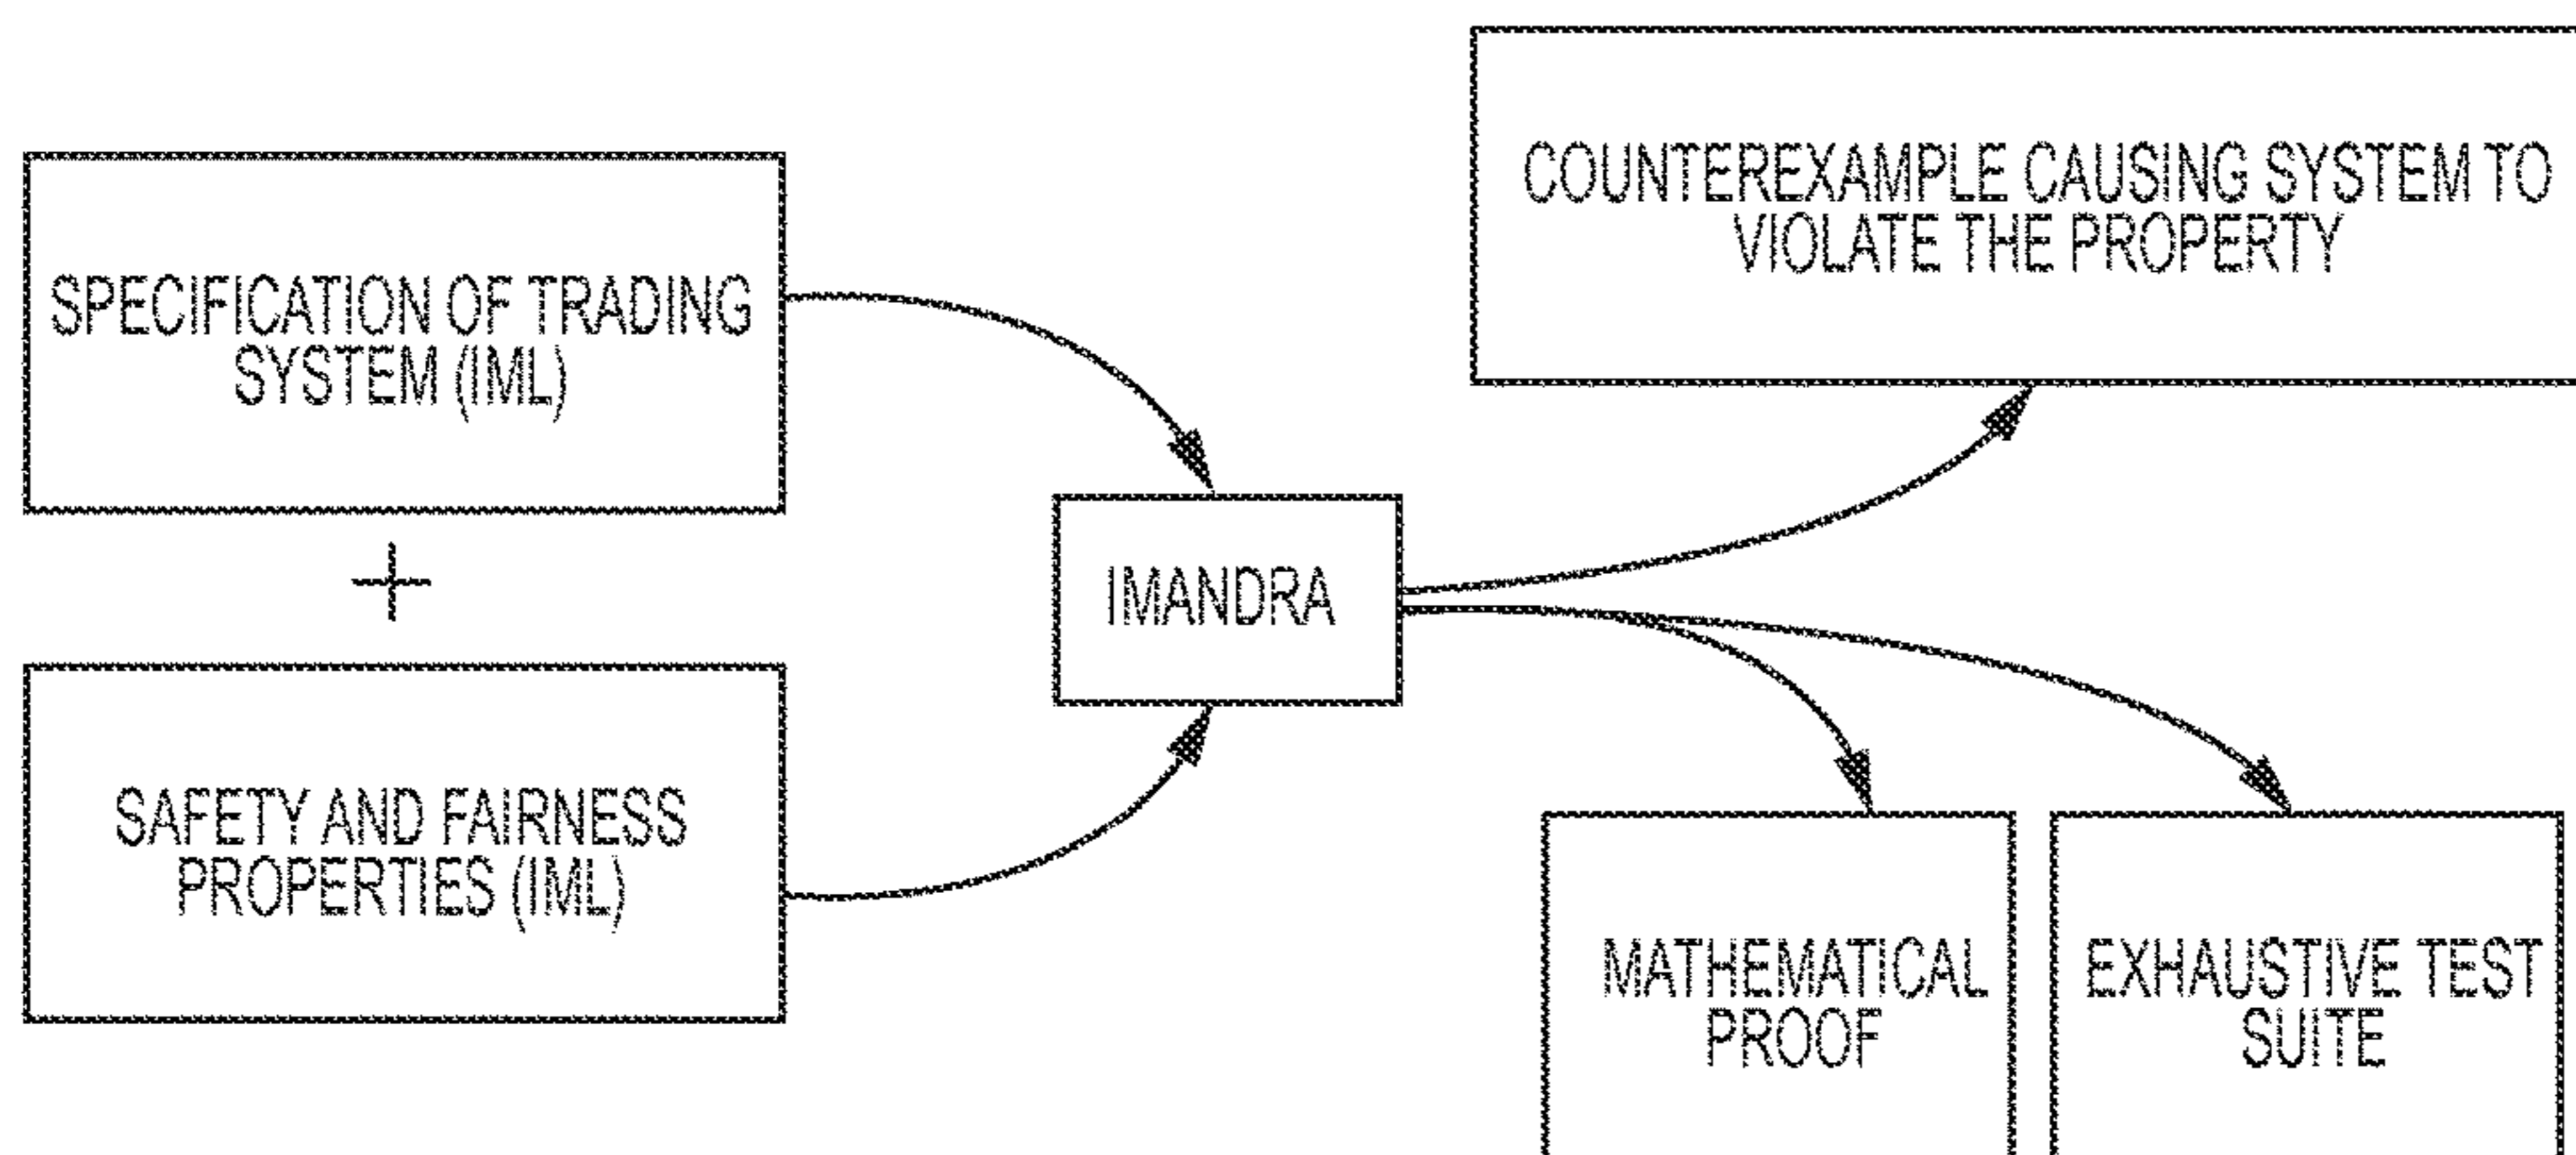 SPECIFICATION OF TRADING
SYSTEM (IML)
+
SAFETY AND FAIRNESS
PROPERTIES (IML)
IMANDRA
COUNTEREXAMPLE CAUSING SYSTEM TO
VIOLATE THE PROPERTY
MATHEMATICAL
PROOF
EXHAUSTIVE TEST
SUITE